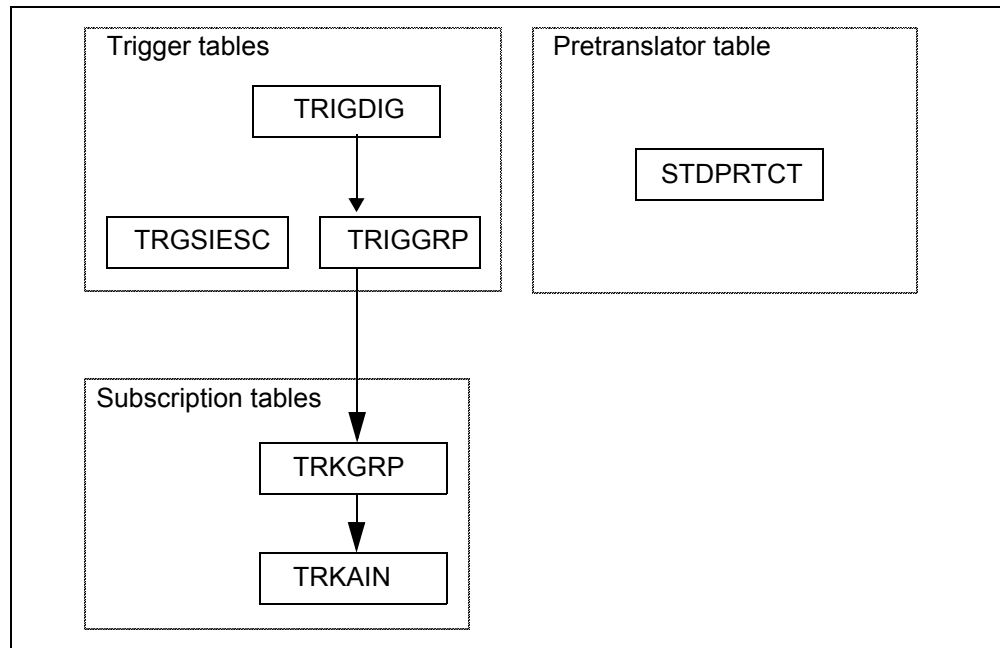 Trigger tables
TRIGDIG
TRGSIESC
TRIGGRP
Pretranslator table
STDPRTCT
Subscription tables
TRKGRP
TRKAIN